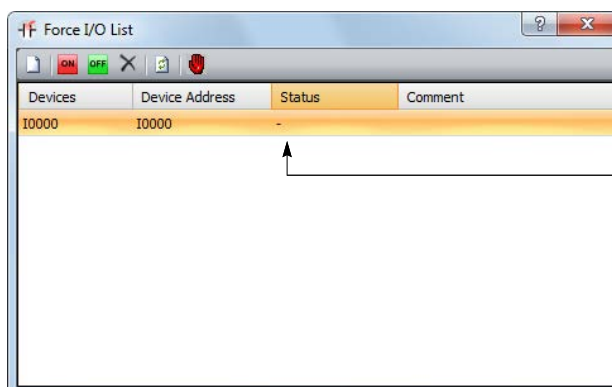 Force I/O List
?
ON OFF
Devices Device Address Status Comment
I0000 I0000 -